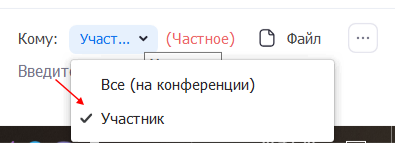 Кому: Участ... (Частное) Файл ...
Введите
Все (на конференции)
Участник